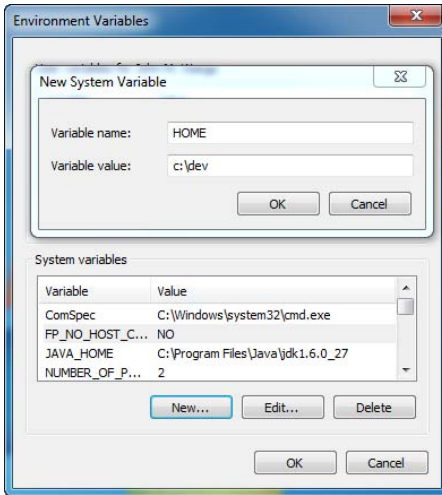 Environment Variables
New System Variable
Variable name: HOME
Variable value: c:\dev
OK Cancel
System variables
Variable Value
ComSpec C:\Windows\system32\cmd.exe
FP_NO_HOST_C... NO
JAVA_HOME C:\Program Files\Java\jdk1.6.0_27
NUMBER_OF_P... 2
New... Edit... Delete
OK Cancel